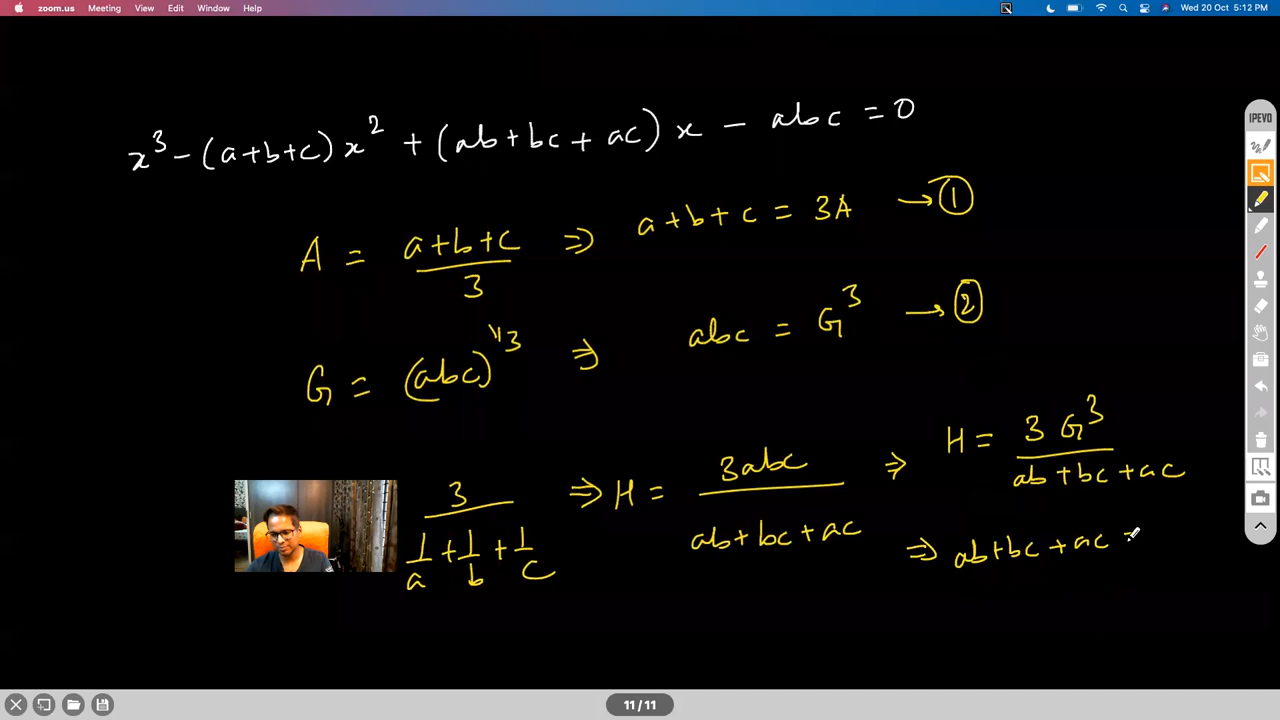 zoom.us Meeting View Edit Window Help Wed 20 Oct 5:12 PM
x³ − (a+b+c) x² + (ab+bc+ac) x − abc = 0
A = a+b+c / 3 ⇒ a+b+c = 3A → ①
G = (abc)^1/3 ⇒ abc = G³ → ②
3 / 1/a + 1/b + 1/c ⇒ H = 3abc / ab+bc+ac ⇒ H = 3 G³ / ab+bc+ac
⇒ ab+bc+ac =
IPEVO
11/11